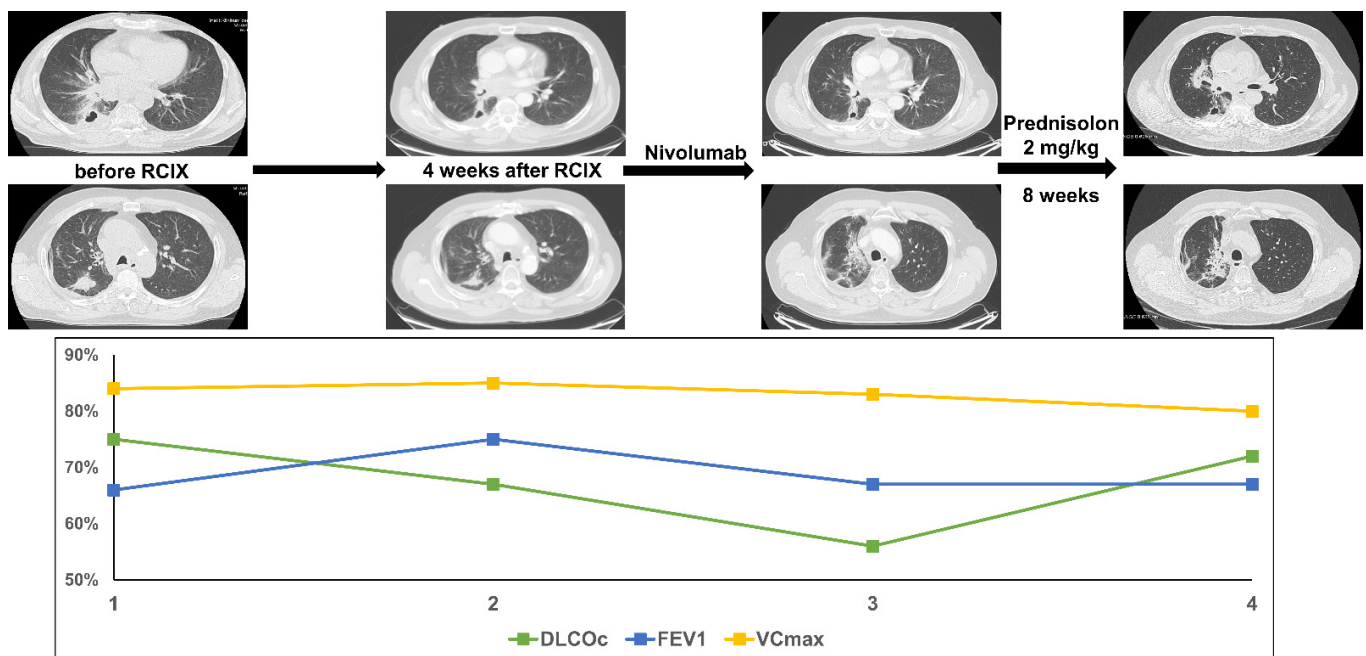 before RCIX
4 weeks after RCIX
Nivolumab
Prednisolon
2 mg/kg
8 weeks
90%
80%
70%
60%
50%
1 2 3 4
DLCOc FEV1 VCmax